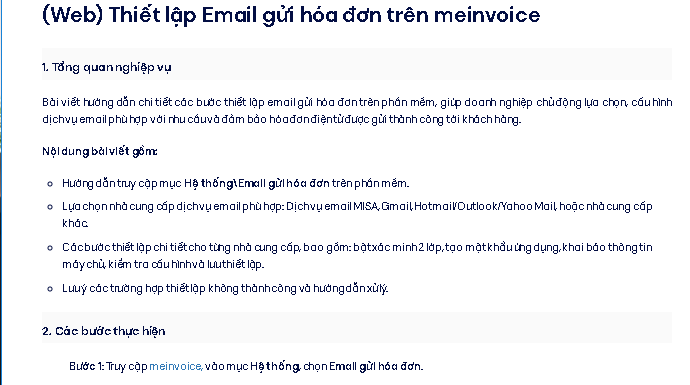 (Web) Thiết lập Email gửi hóa đơn trên meinvoice
1. Tổng quan nghiệp vụ
Bài viết hướng dẫn chi tiết các bước thiết lập email gửi hóa đơn trên phần mềm, giúp doanh nghiệp chủ động lựa chọn, cấu hình
dịch vụ email phù hợp với nhu cầu và đảm bảo hóa đơn điện tử được gửi thành công tới khách hàng.
Nội dung bài viết gồm:
Hướng dẫn truy cập mục Hệ thống\Email gửi hóa đơn trên phần mềm.
Lựa chọn nhà cung cấp dịch vụ email phù hợp: Dịch vụ email MISA, Gmail, Hotmail/Outlook/Yahoo Mail, hoặc nhà cung cấp
khác.
Các bước thiết lập chi tiết cho từng nhà cung cấp, bao gồm: bật xác minh 2 lớp, tạo mật khẩu ứng dụng, khai báo thông tin
máy chủ, kiểm tra cấu hình và lưu thiết lập.
Lưu ý các trường hợp thiết lập không thành công và hướng dẫn xử lý.
2. Các bước thực hiện
Bước 1: Truy cập meinvoice, vào mục Hệ thống, chọn Email gửi hóa đơn.